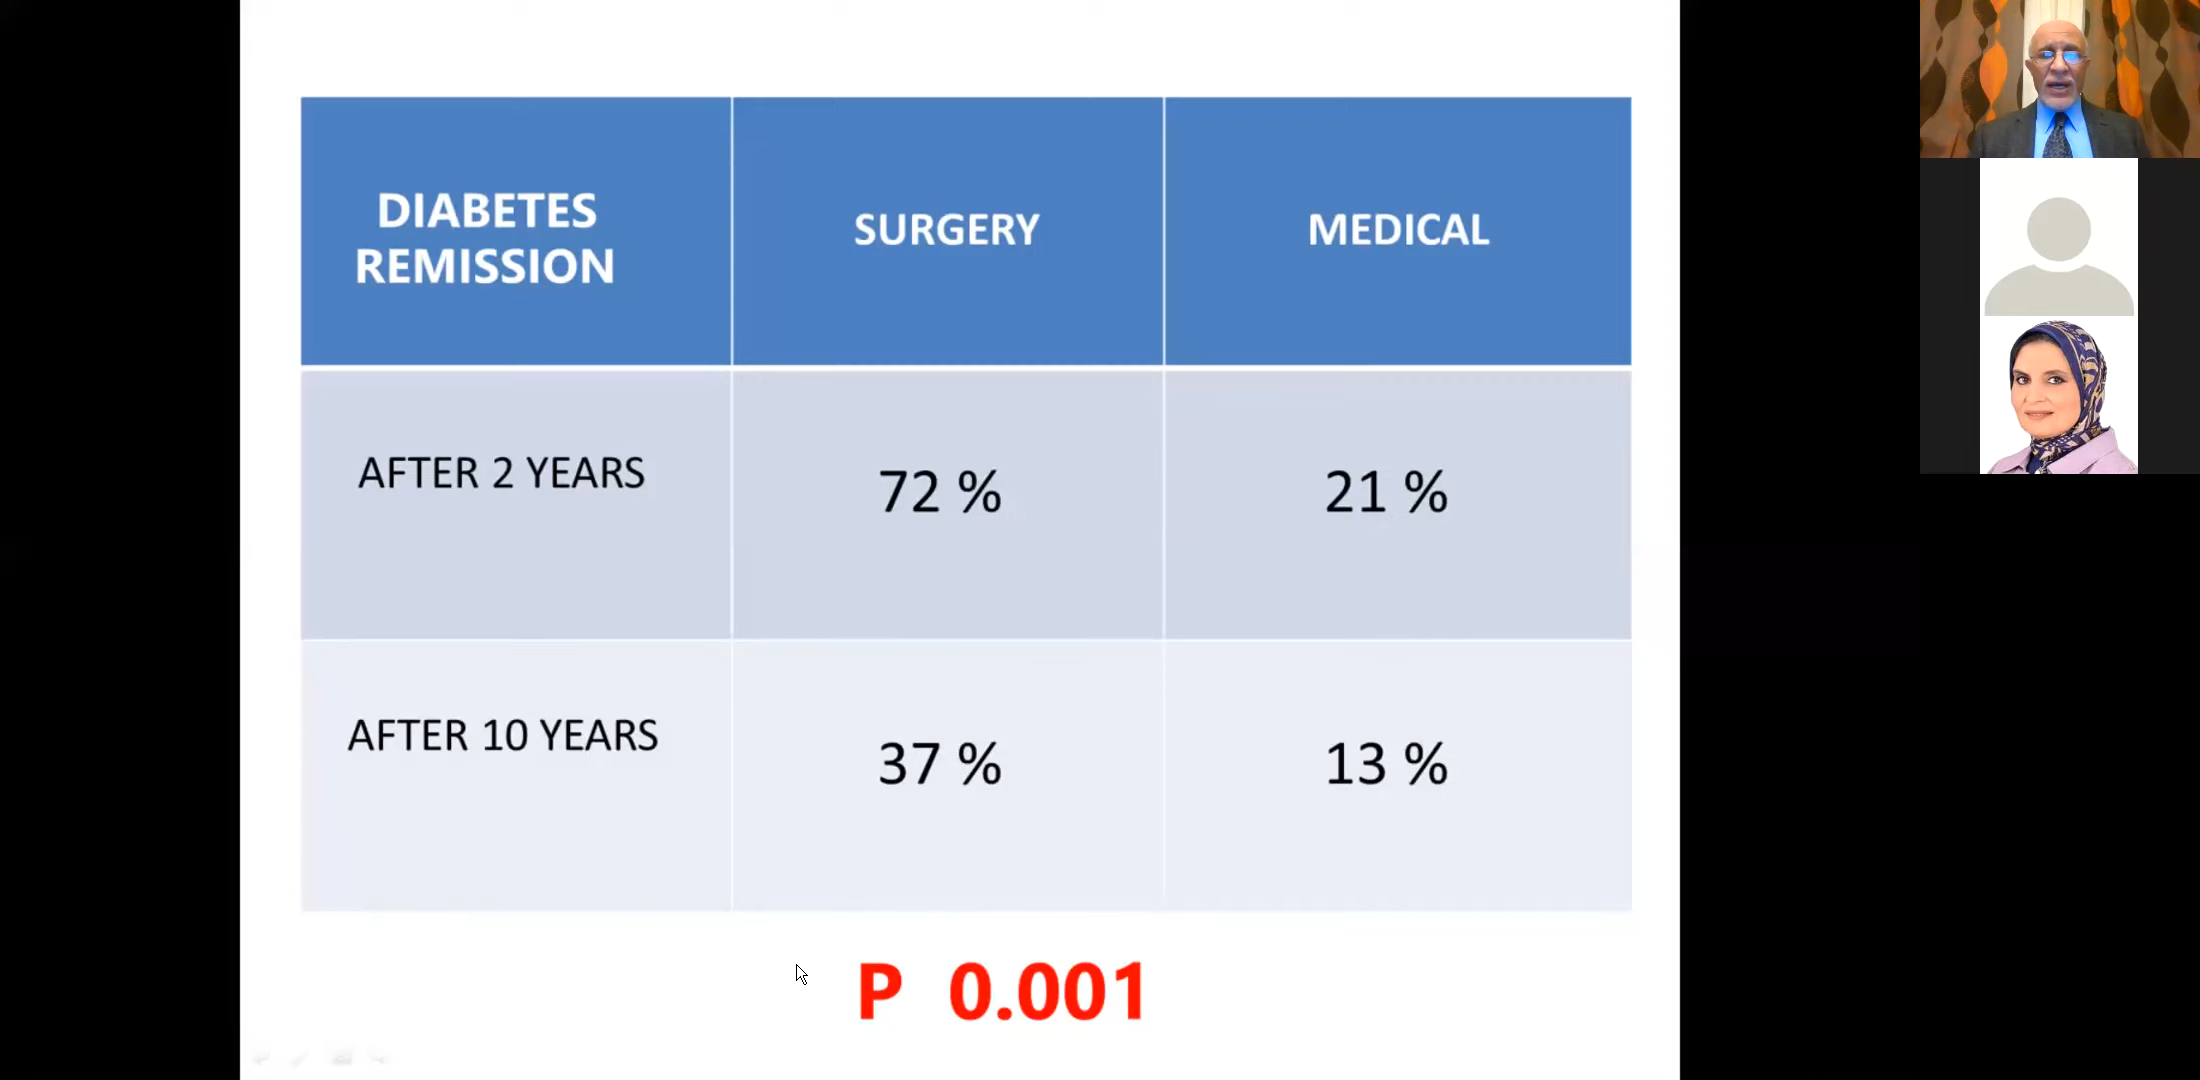 DIABETES
REMISSION
SURGERY
MEDICAL
AFTER 2 YEARS
72 %
21 %
AFTER 10 YEARS
37 %
13 %
P 0.001